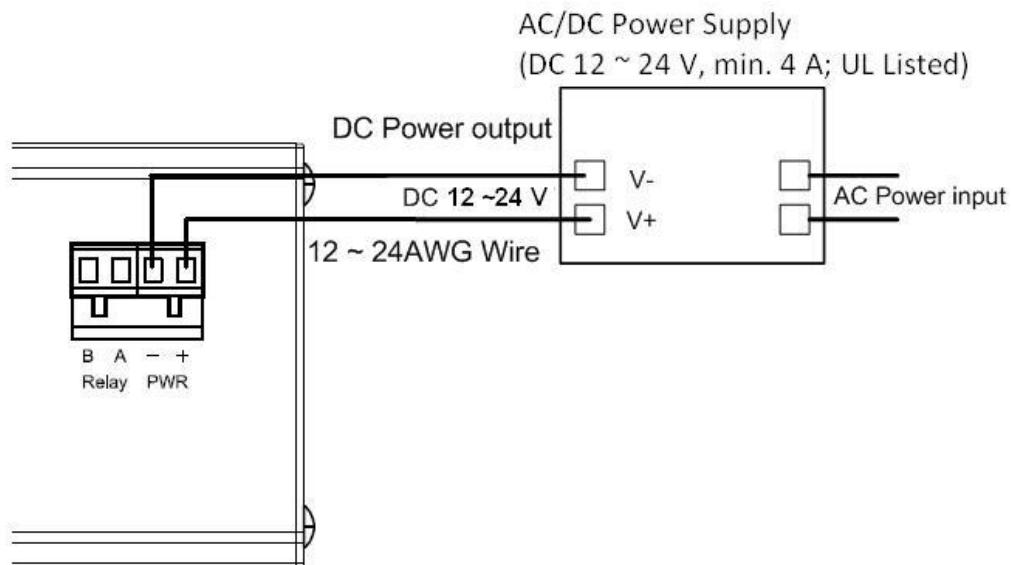 AC/DC Power Supply
(DC 12 ~ 24 V, min. 4 A; UL Listed)
DC Power output
V-
DC 12 ~24 V
AC Power input
V+
12 ~ 24AWG Wire
B A − +
Relay PWR